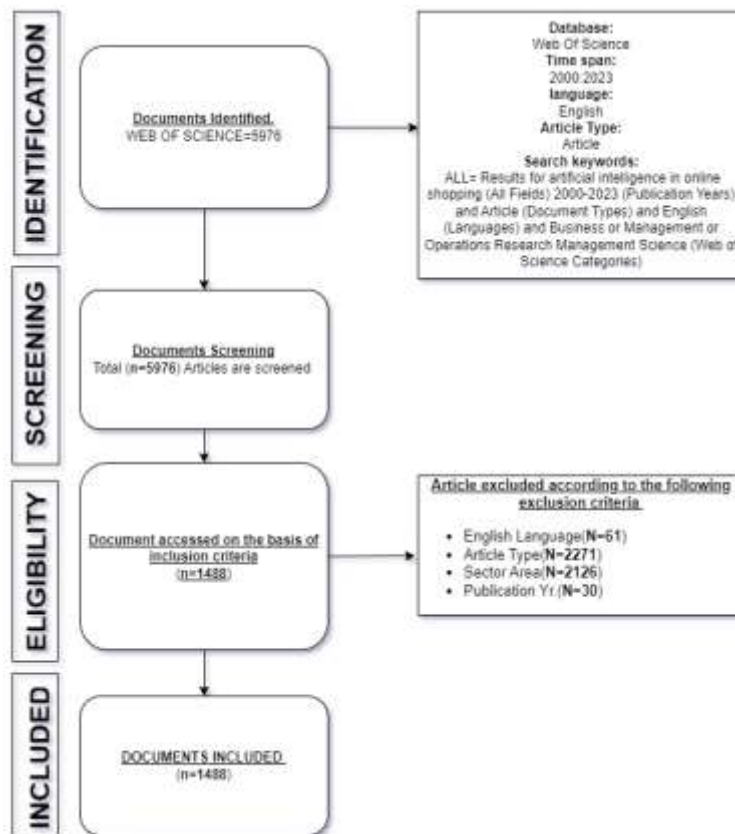 IDENTIFICATION
Documents Identified.
WEB OF SCIENCE=5976
Database:
Web Of Science
Time span:
2000:2023
language:
English
Article Type:
Article
Search keywords:
ALL= Results for artificial intelligence in online
shopping (All Fields) 2000-2023 (Publication Years)
and Article (Document Types) and English
(Languages) and Business or Management or
Operations Research Management Science (Web of
Science Categories)
SCREENING
Documents Screening
Total (n=5976) Articles are screened
ELIGIBILITY
Document accessed on the basis of
inclusion criteria
(n=1488)
Article excluded according to the following
exclusion criteria
• English Language(N=61)
• Article Type(N=2271)
• Sector Area(N=2126)
• Publication Yr.(N=30)
INCLUDED
DOCUMENTS INCLUDED
(n=1488)